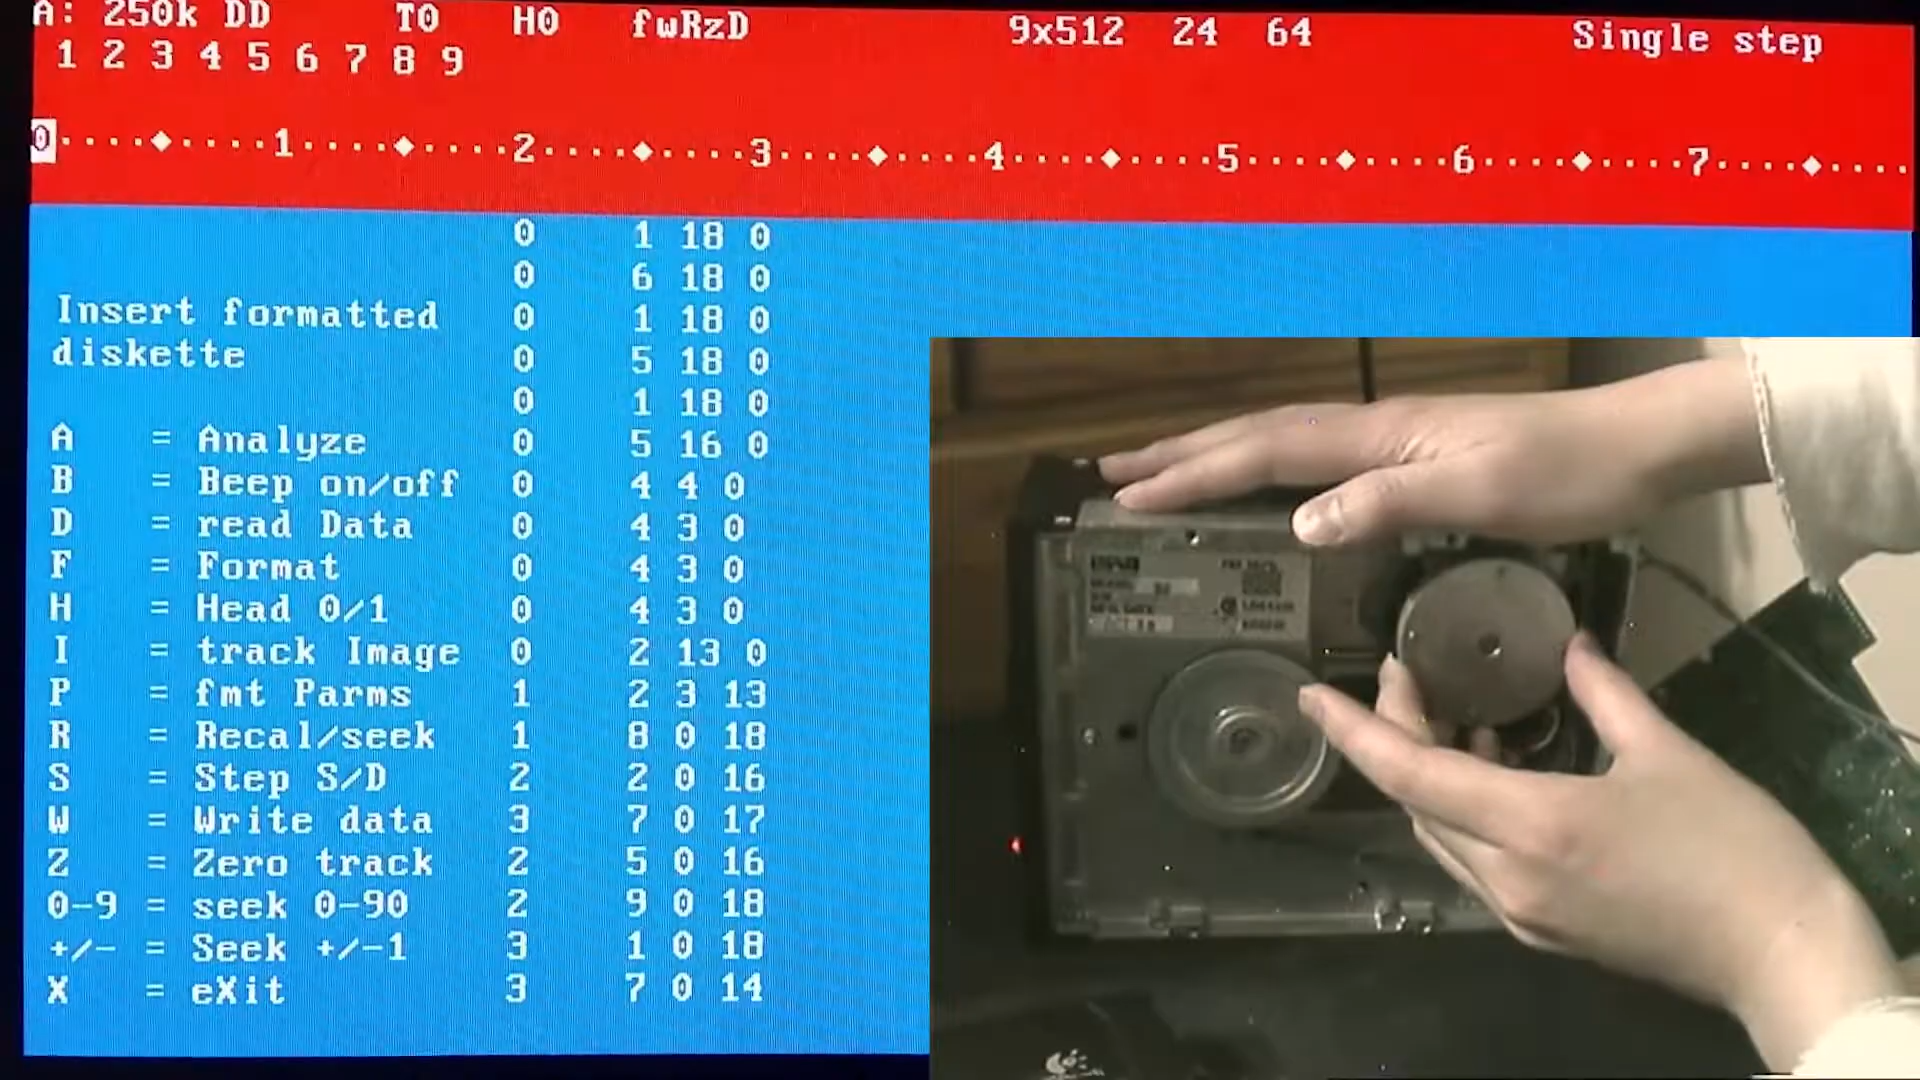 A: 250k DD T0 H0 fwRzD 9x512 24 64 Single step
1 2 3 4 5 6 7 8 9
0....◆....1....◆....2....◆....3....◆....4....◆....5....◆....6....◆....7....◆....
0 1 18 0
0 6 18 0
Insert formatted 0 1 18 0
diskette 0 5 18 0
0 1 18 0
A = Analyze 0 5 16 0
B = Beep on/off 0 4 4 0
D = read Data 0 4 3 0
F = Format 0 4 3 0
H = Head 0/1 0 4 3 0
I = track Image 0 2 13 0
P = fmt Parms 1 2 3 13
R = Recal/seek 1 8 0 18
S = Step S/D 2 2 0 16
W = Write data 3 7 0 17
Z = Zero track 2 5 0 16
0-9 = seek 0-90 2 9 0 18
+/- = Seek +/-1 3 1 0 18
X = eXit 3 7 0 14